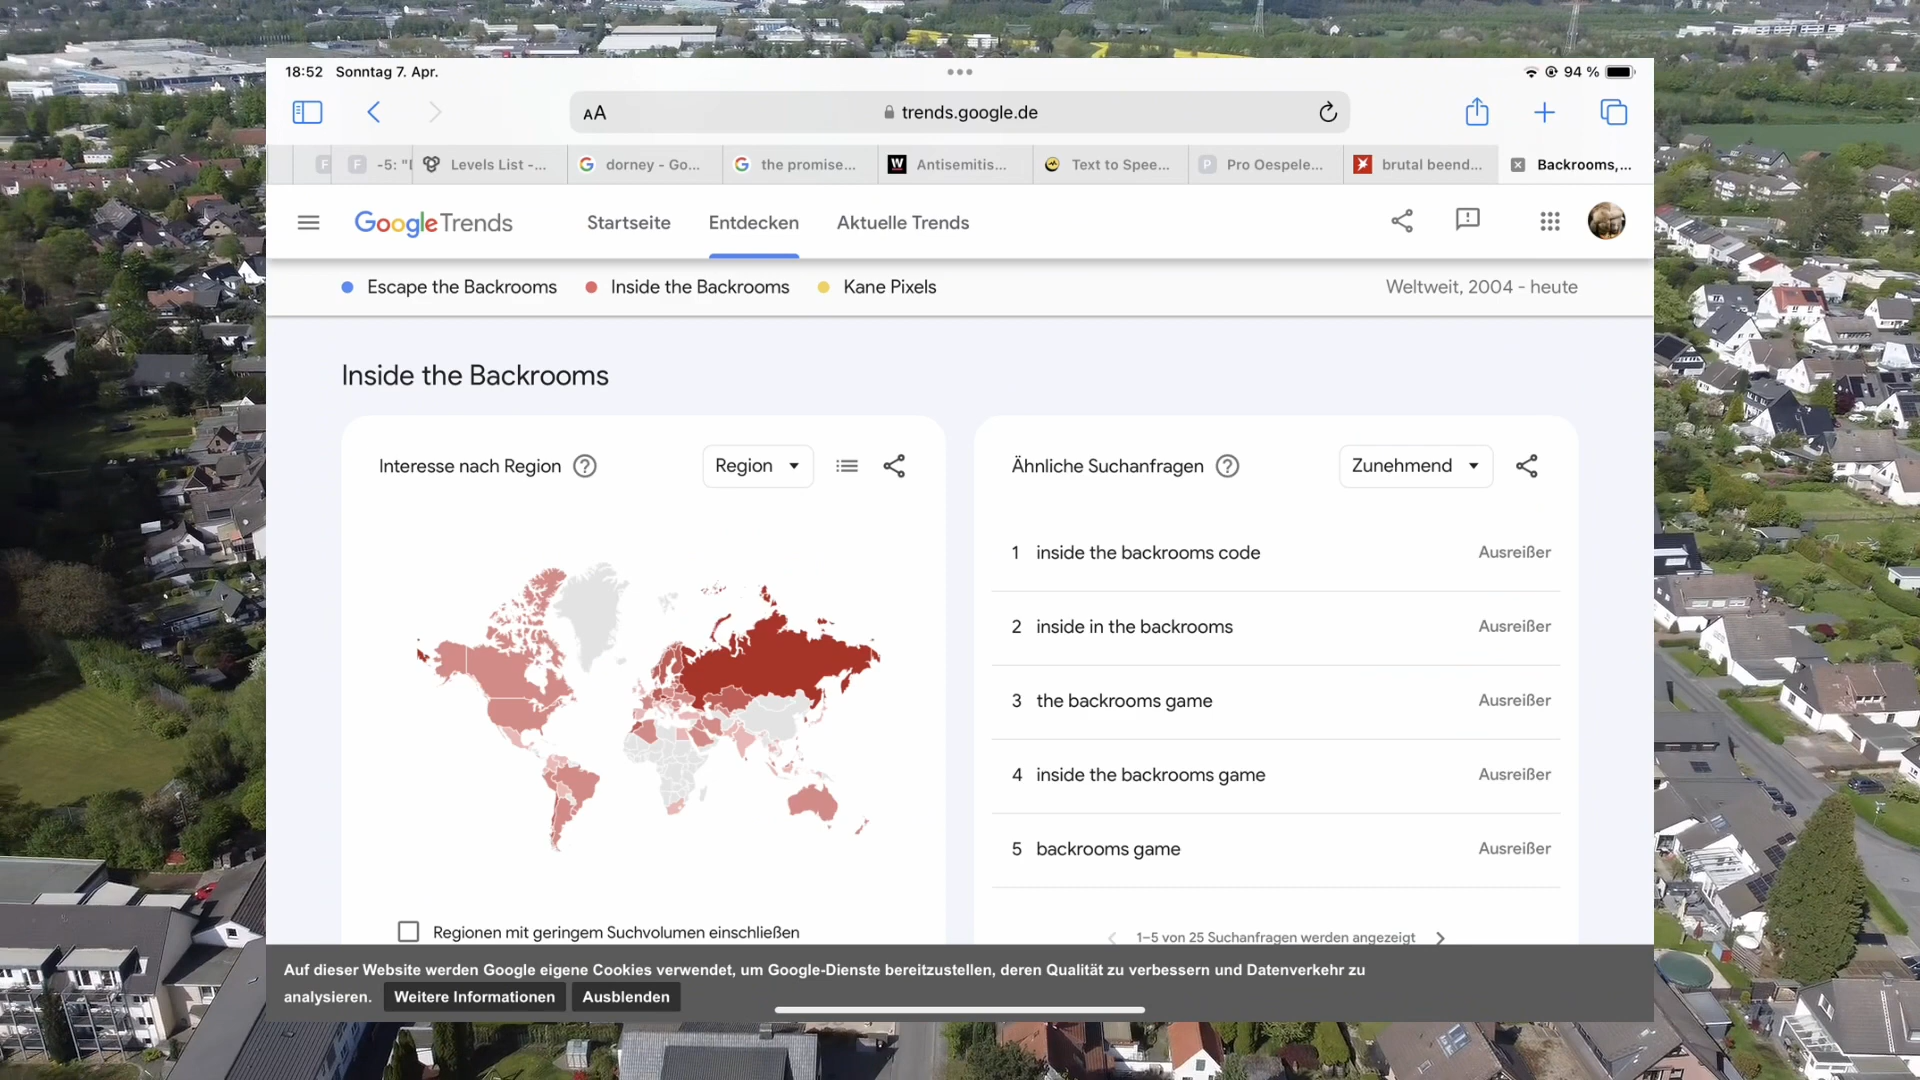 18:52 Sonntag 7. Apr.
94 %
AA
trends.google.de
-5: "I
Levels List -...
dorney - Go...
the promise...
Antisemitis...
Text to Spee...
Pro Oespele...
brutal beend...
Backrooms,...
Google Trends
Startseite
Entdecken
Aktuelle Trends
Escape the Backrooms
Inside the Backrooms
Kane Pixels
Weltweit, 2004 - heute
Inside the Backrooms
Interesse nach Region
Region
Ähnliche Suchanfragen
Zunehmend
1 inside the backrooms code Ausreißer
2 inside in the backrooms Ausreißer
3 the backrooms game Ausreißer
4 inside the backrooms game Ausreißer
5 backrooms game Ausreißer
Regionen mit geringem Suchvolumen einschließen
1–5 von 25 Suchanfragen werden angezeigt
Auf dieser Website werden Google eigene Cookies verwendet, um Google-Dienste bereitzustellen, deren Qualität zu verbessern und Datenverkehr zu
analysieren. Weitere Informationen Ausblenden